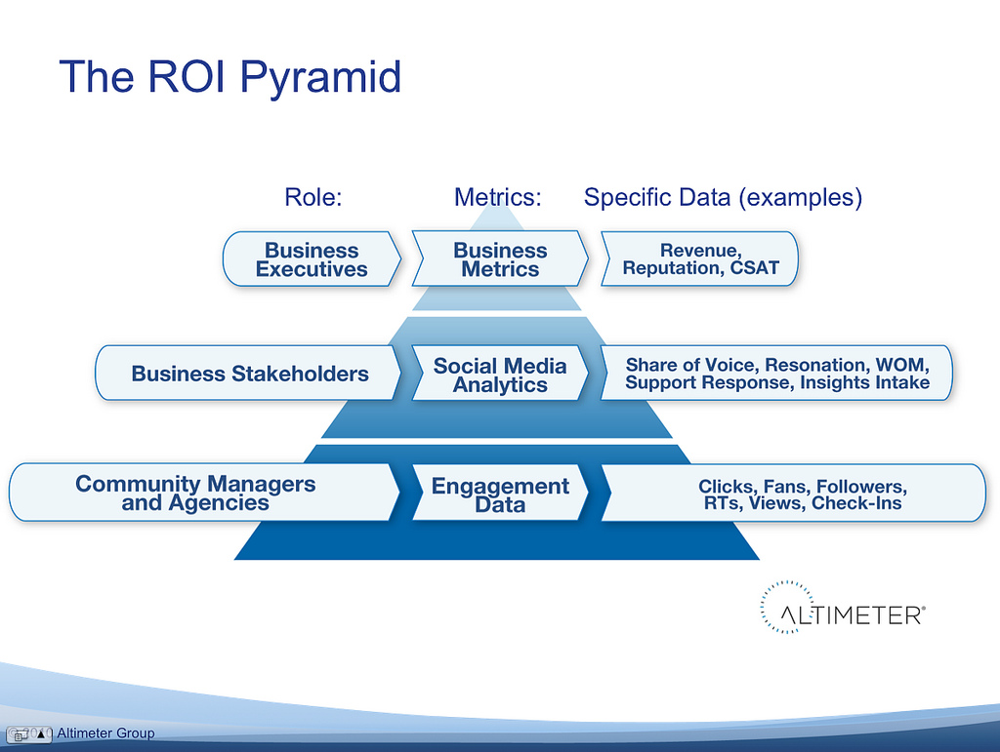 The ROI Pyramid
Role: Metrics: Specific Data (examples)
Business
Executives
Business
Metrics
Revenue,
Reputation, CSAT
Business Stakeholders
Social Media
Analytics
Share of Voice, Resonation, WOM,
Support Response, Insights Intake
Community Managers
and Agencies
Engagement
Data
Clicks, Fans, Followers,
RTs, Views, Check-Ins
ALTIMETER®
© 2010 Altimeter Group